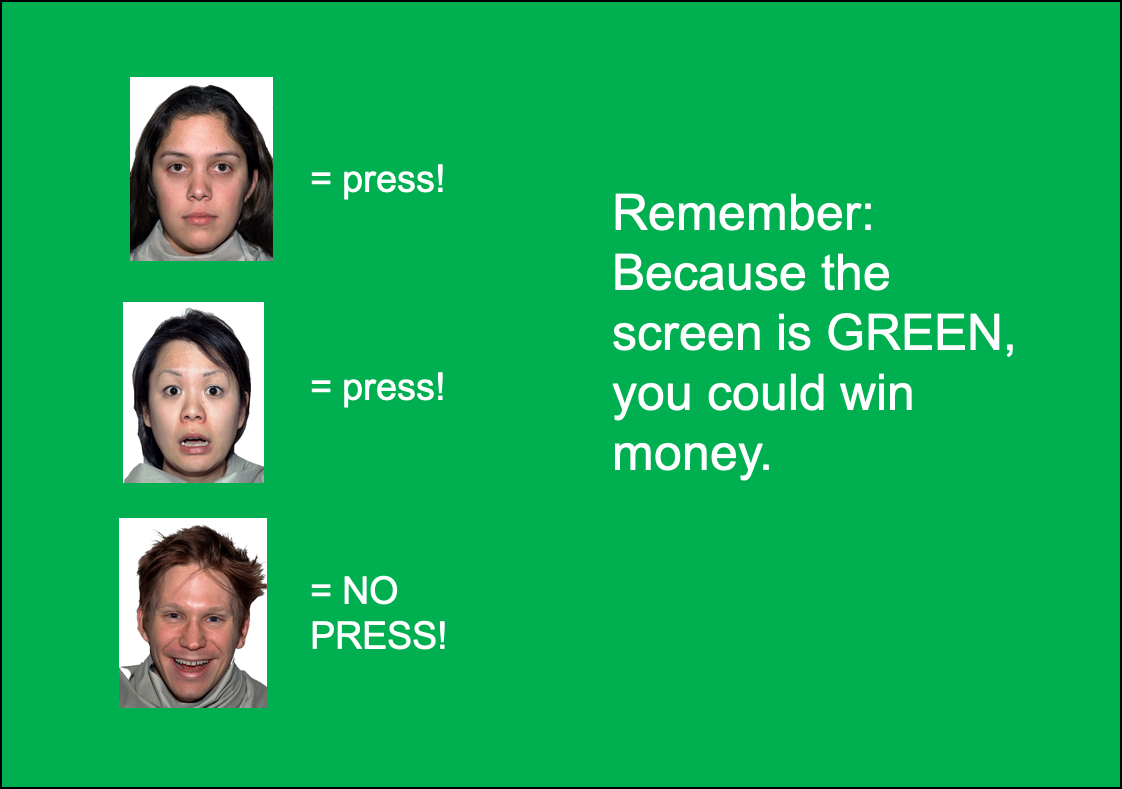 = press!
= press!
= NO
PRESS!
Remember:
Because the
screen is GREEN,
you could win
money.